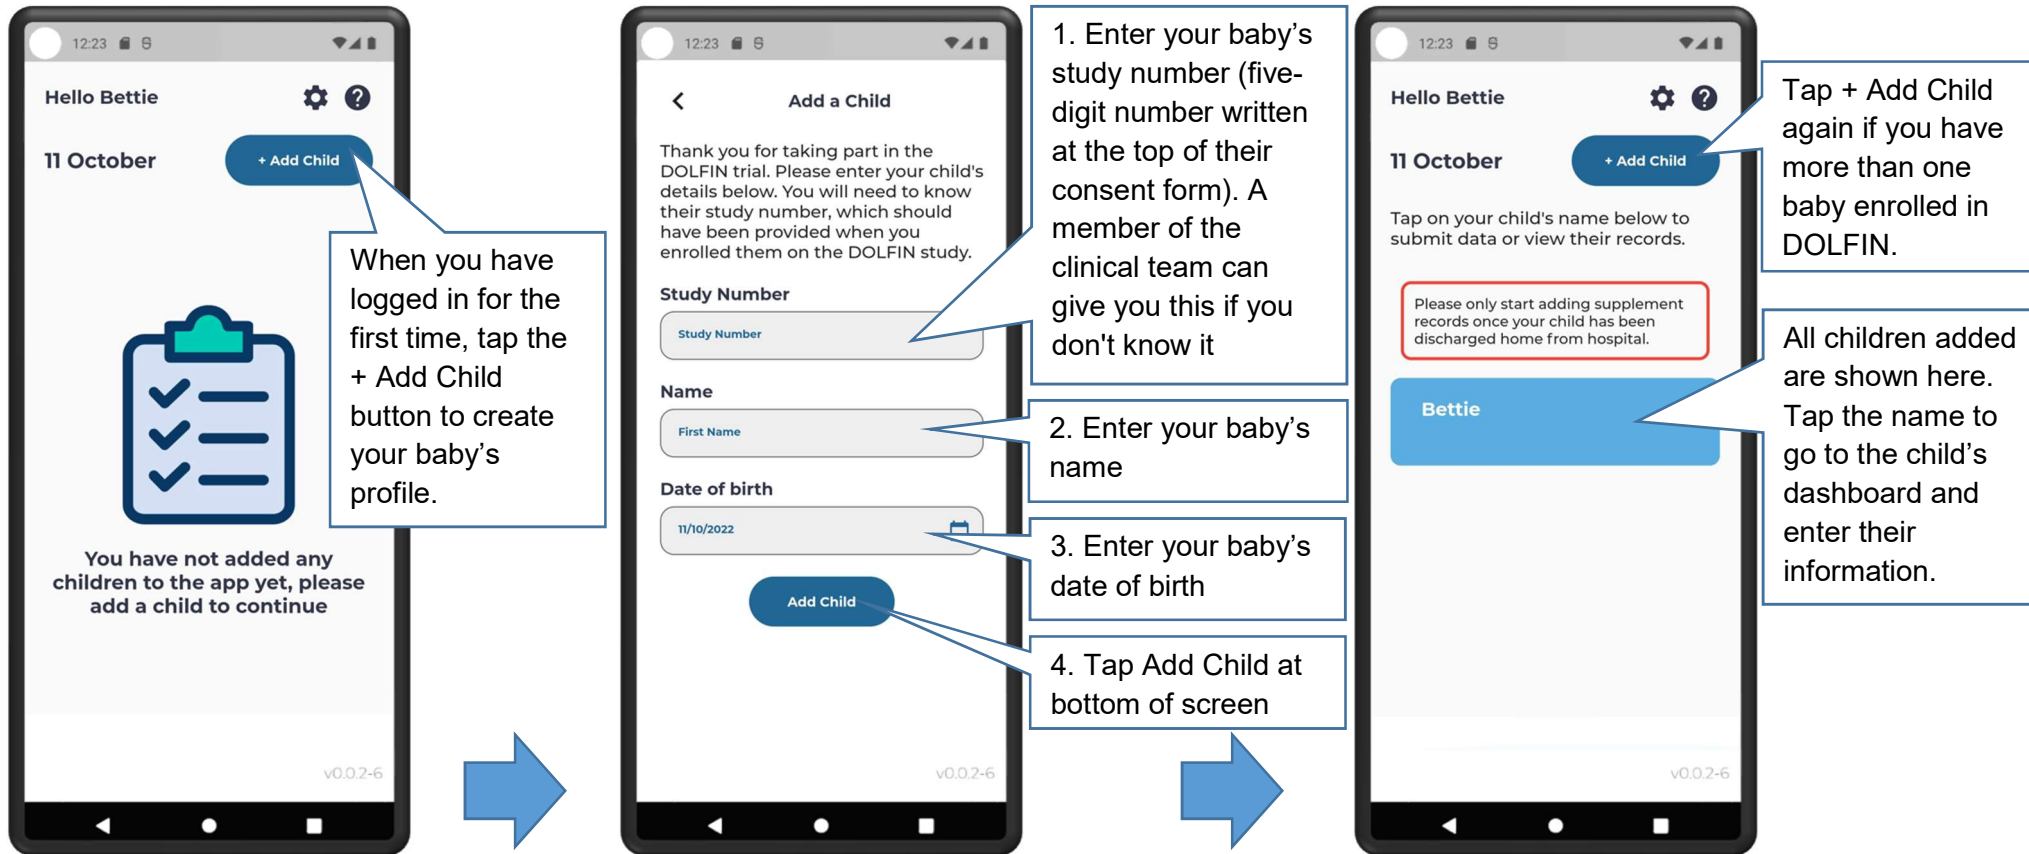 12:23
Hello Bettie
11 October
+ Add Child
When you have
logged in for the
first time, tap the
+ Add Child
button to create
your baby’s
profile.
You have not added any
children to the app yet, please
add a child to continue
v0.0.2-6
12:23
Add a Child
Thank you for taking part in the
DOLFIN trial. Please enter your child's
details below. You will need to know
their study number, which should
have been provided when you
enrolled them on the DOLFIN study.
Study Number
Study Number
Name
First Name
Date of birth
11/10/2022
Add Child
v0.0.2-6
1. Enter your baby’s
study number (five-
digit number written
at the top of their
consent form). A
member of the
clinical team can
give you this if you
don't know it
2. Enter your baby’s
name
3. Enter your baby’s
date of birth
4. Tap Add Child at
bottom of screen
12:23
Hello Bettie
11 October
+ Add Child
Tap on your child's name below to
submit data or view their records.
Please only start adding supplement
records once your child has been
discharged home from hospital.
Bettie
v0.0.2-6
Tap + Add Child
again if you have
more than one
baby enrolled in
DOLFIN.
All children added
are shown here.
Tap the name to
go to the child’s
dashboard and
enter their
information.